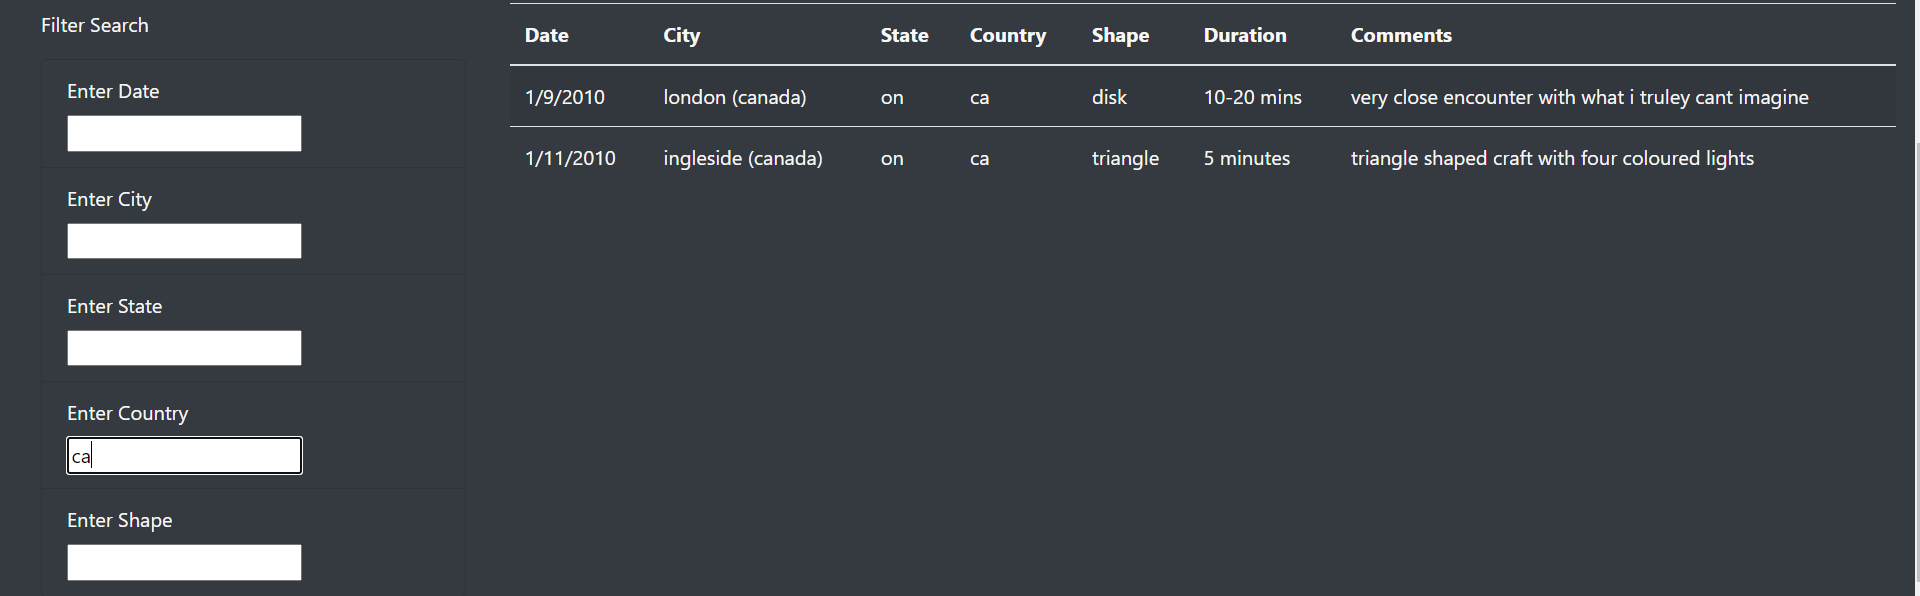 Filter Search
Enter Date
Enter City
Enter State
Enter Country
ca
Enter Shape
Date City State Country Shape Duration Comments
1/9/2010 london (canada) on ca disk 10-20 mins very close encounter with what i truley cant imagine
1/11/2010 ingleside (canada) on ca triangle 5 minutes triangle shaped craft with four coloured lights